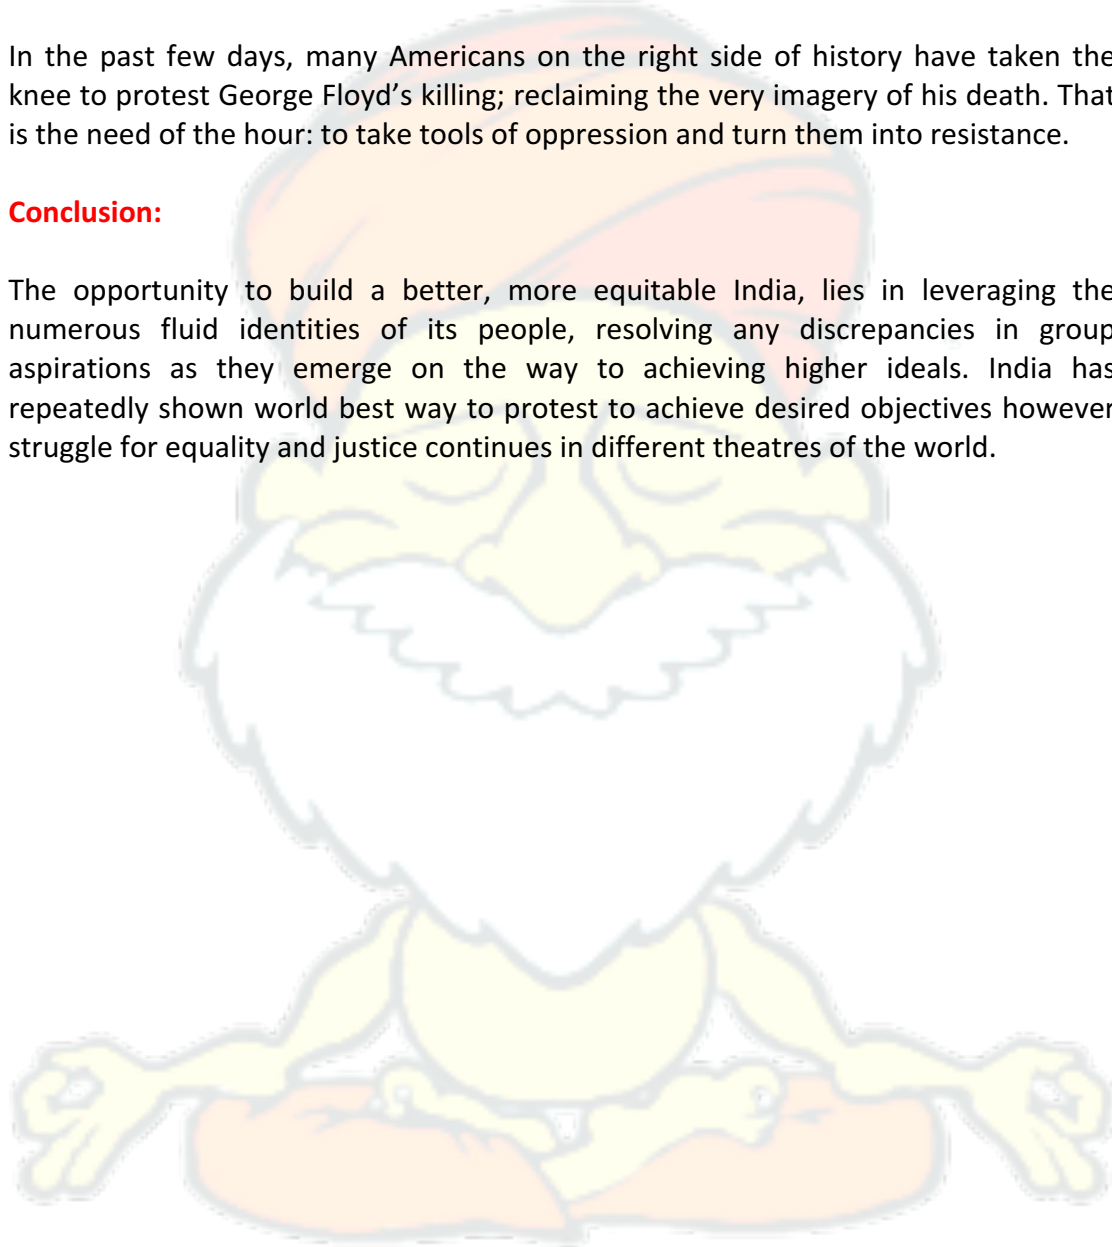 In the past few days, many Americans on the right side of history have taken the
knee to protest George Floyd’s killing; reclaiming the very imagery of his death. That
is the need of the hour: to take tools of oppression and turn them into resistance.
Conclusion:
The opportunity to build a better, more equitable India, lies in leveraging the
numerous fluid identities of its people, resolving any discrepancies in group
aspirations as they emerge on the way to achieving higher ideals. India has
repeatedly shown world best way to protest to achieve desired objectives however
struggle for equality and justice continues in different theatres of the world.